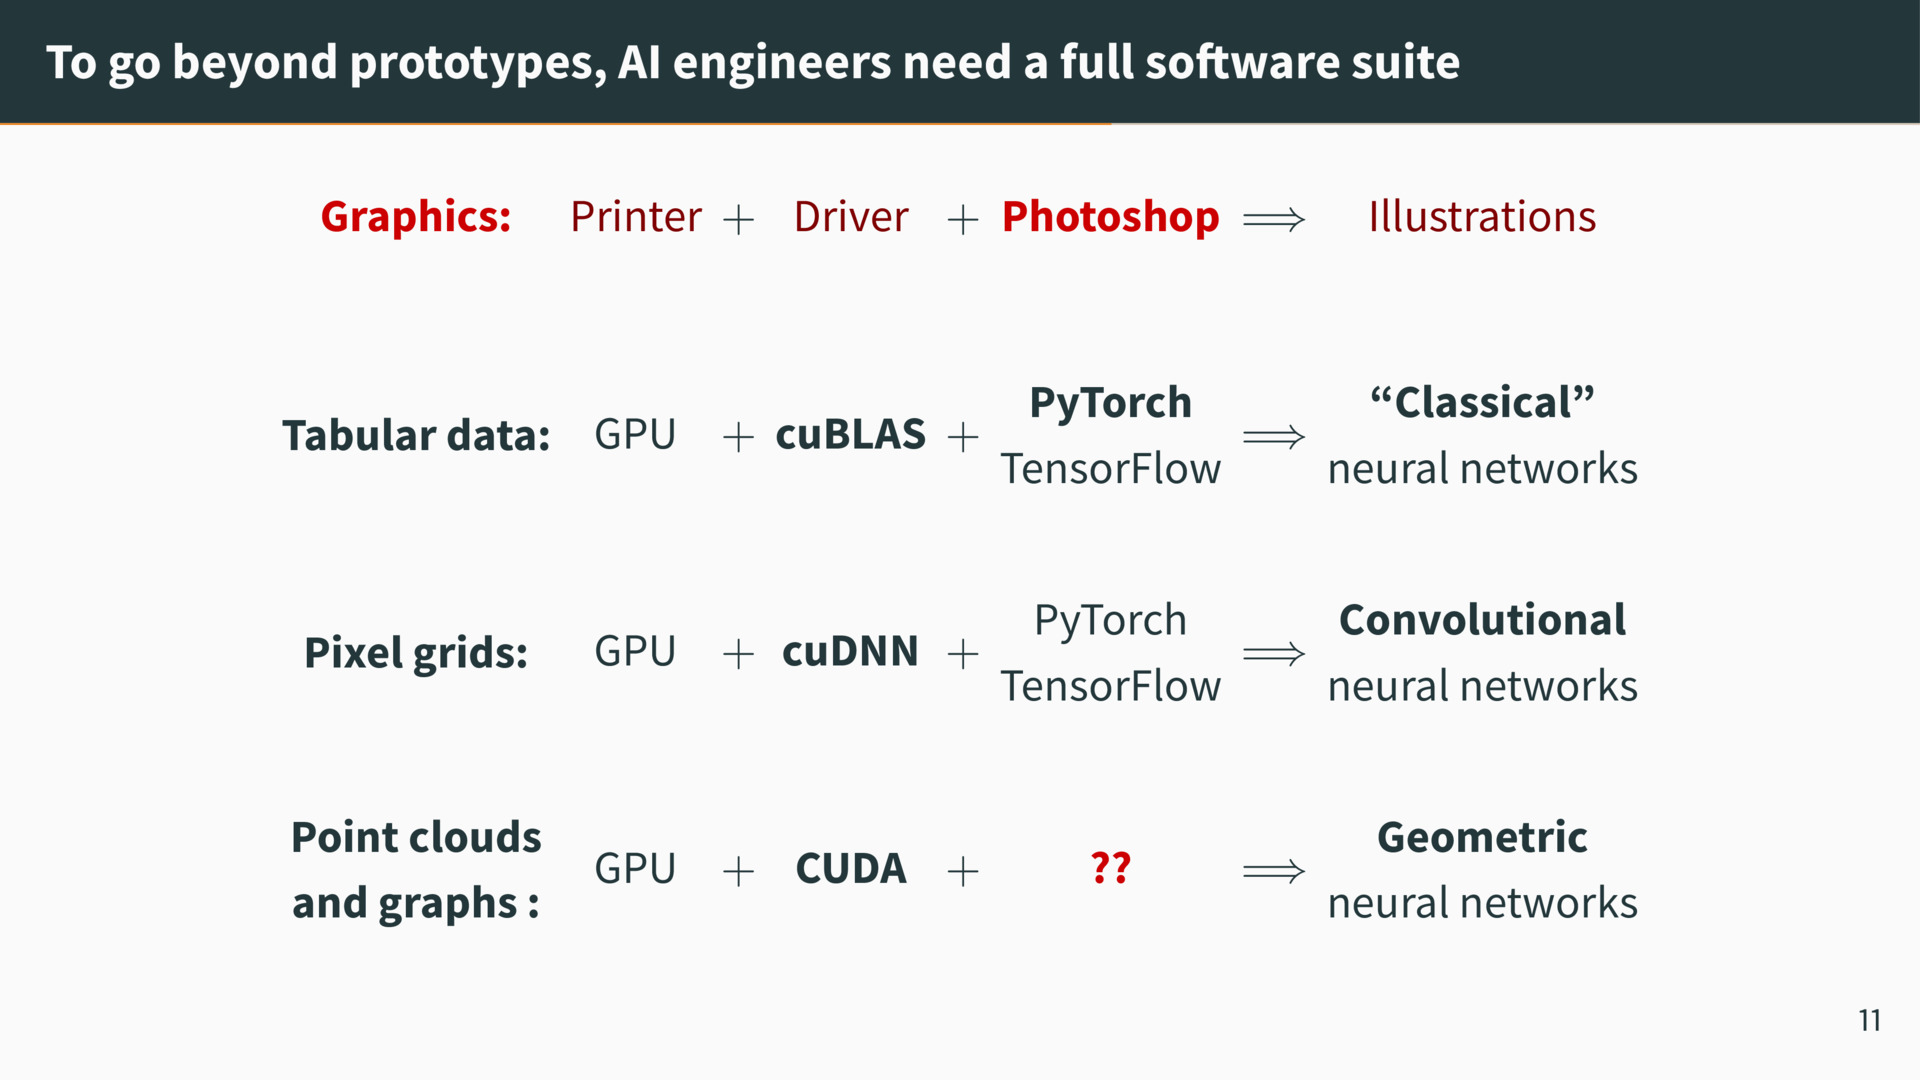 To go beyond prototypes, AI engineers need a full software suite
Graphics: Printer + Driver + Photoshop ⟹ Illustrations
Tabular data: GPU + cuBLAS + PyTorch TensorFlow ⟹ “Classical” neural networks
Pixel grids: GPU + cuDNN + PyTorch TensorFlow ⟹ Convolutional neural networks
Point clouds and graphs : GPU + CUDA + ?? ⟹ Geometric neural networks
11